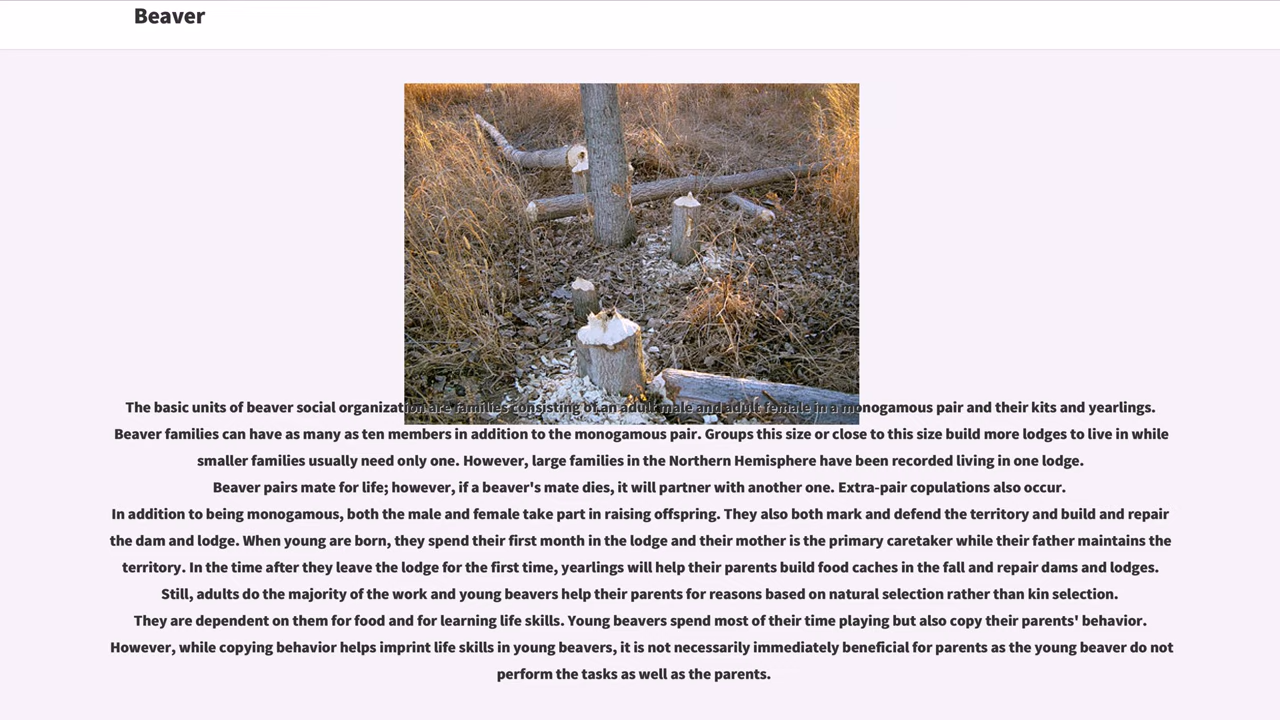 Beaver
The basic units of beaver social organization are families consisting of an adult male and adult female in a monogamous pair and their kits and yearlings.
Beaver families can have as many as ten members in addition to the monogamous pair. Groups this size or close to this size build more lodges to live in while
smaller families usually need only one. However, large families in the Northern Hemisphere have been recorded living in one lodge.
Beaver pairs mate for life; however, if a beaver's mate dies, it will partner with another one. Extra-pair copulations also occur.
In addition to being monogamous, both the male and female take part in raising offspring. They also both mark and defend the territory and build and repair
the dam and lodge. When young are born, they spend their first month in the lodge and their mother is the primary caretaker while their father maintains the
territory. In the time after they leave the lodge for the first time, yearlings will help their parents build food caches in the fall and repair dams and lodges.
Still, adults do the majority of the work and young beavers help their parents for reasons based on natural selection rather than kin selection.
They are dependent on them for food and for learning life skills. Young beavers spend most of their time playing but also copy their parents' behavior.
However, while copying behavior helps imprint life skills in young beavers, it is not necessarily immediately beneficial for parents as the young beaver do not
perform the tasks as well as the parents.